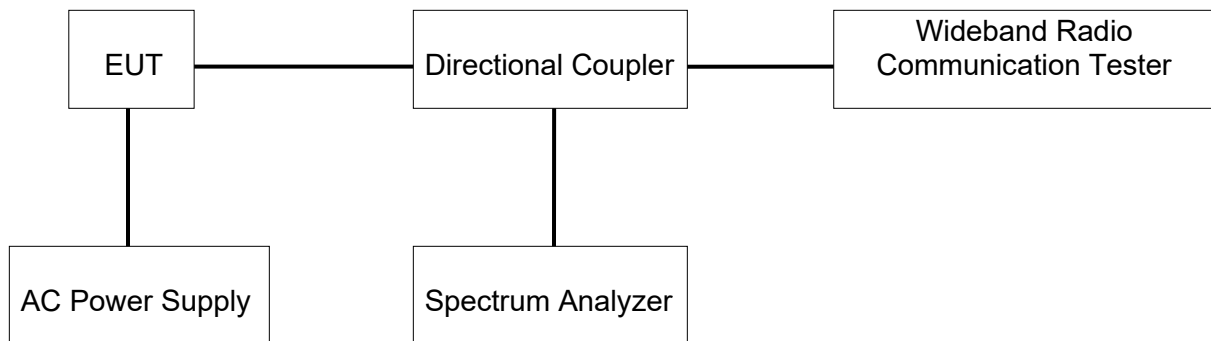 EUT
Directional Coupler
Wideband Radio
Communication Tester
AC Power Supply
Spectrum Analyzer